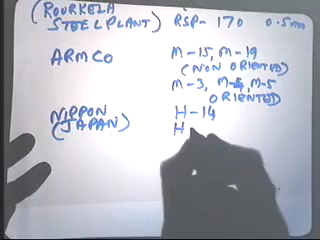 (ROURKELA
STEEL PLANT) RSP- 170 0.5mm
ARMCO M-15, M-19
(NON ORIENTED)
M-3, M-4, M-5
ORIENTED)
NIPPON H-14
(JAPAN) H